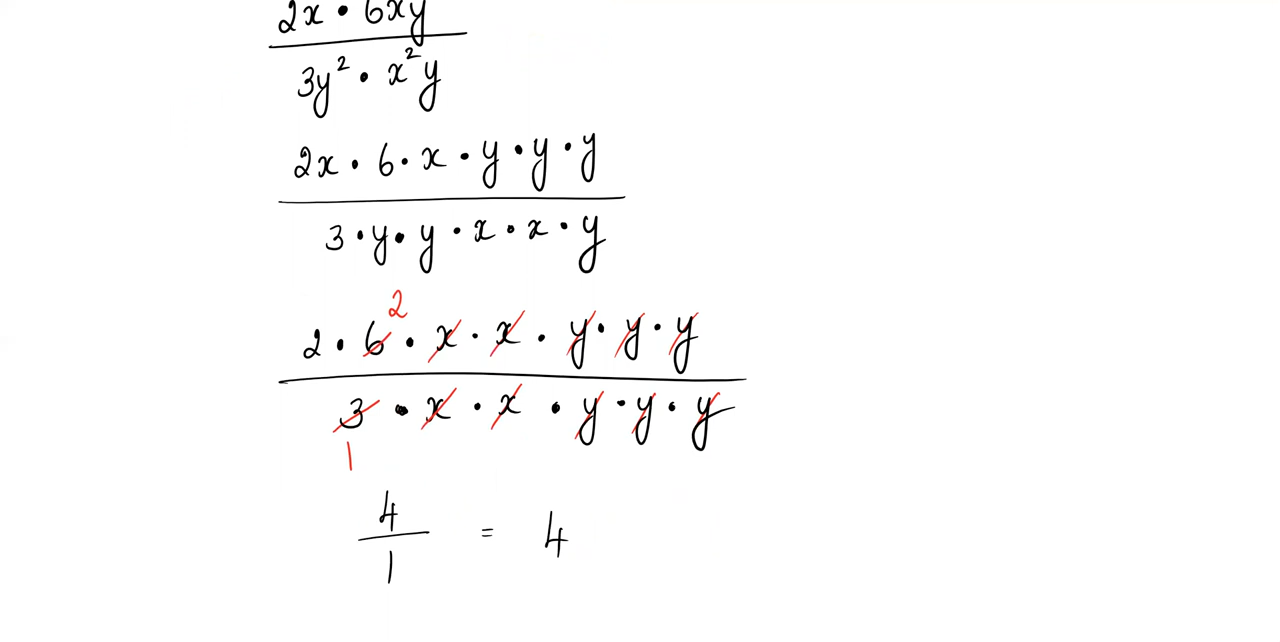 2x • 6xy
3y² • x²y
2x • 6 • x • y • y • y
3 • y • y • x • x • y
2
2 • 6 • x • x • y • y • y
3 • x • x • y • y • y
1
4
= 4
1